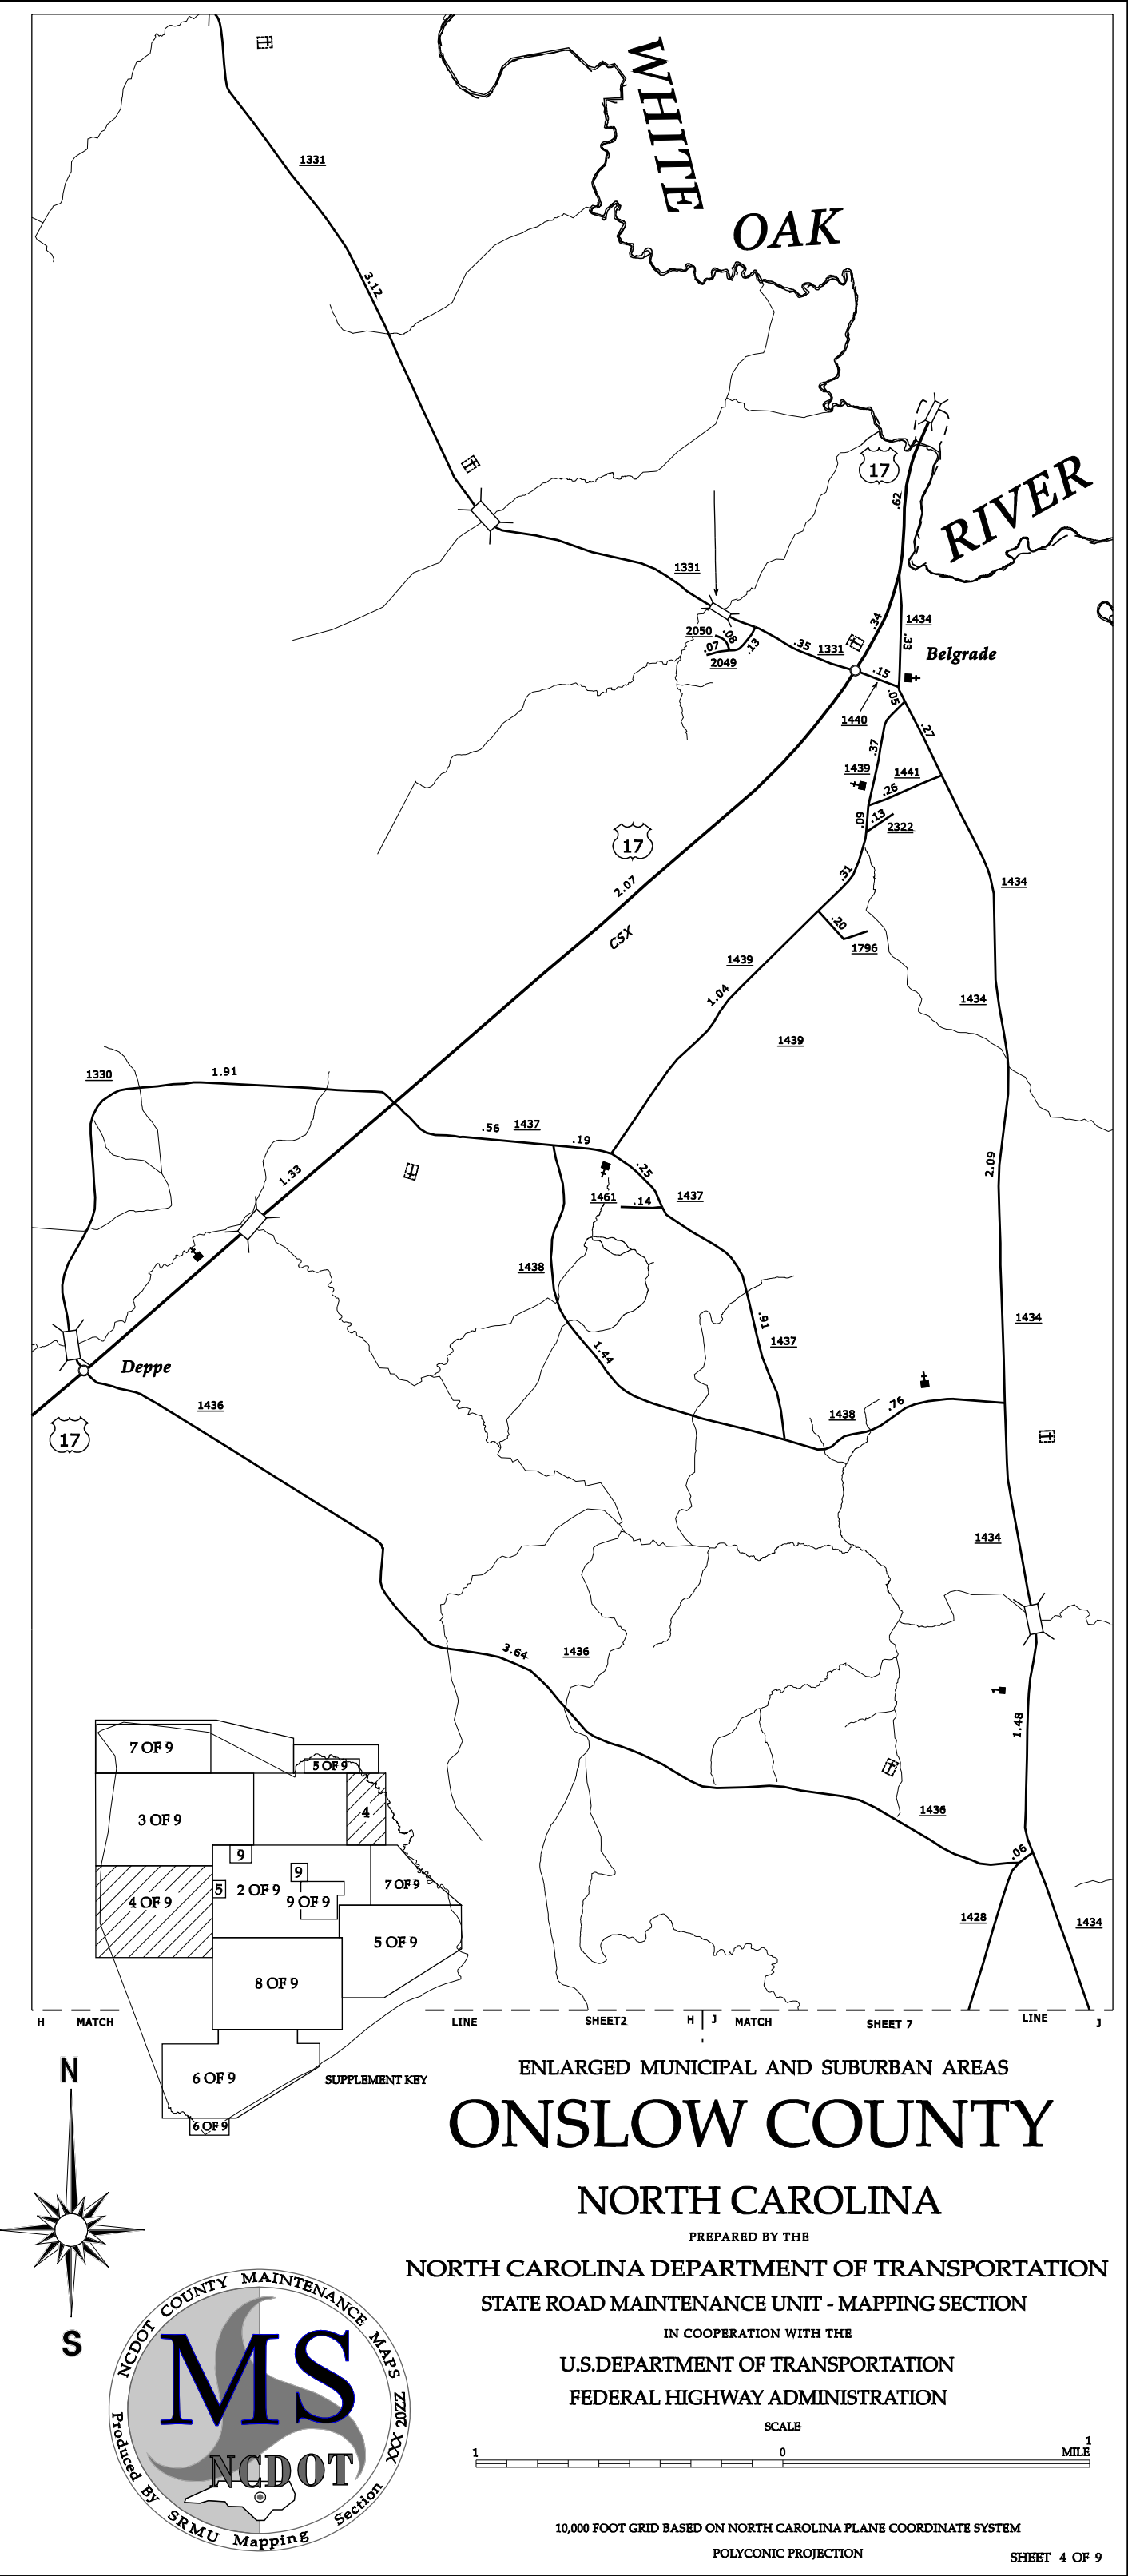 WHITE
OAK
RIVER
1331
3.12
17
.62
1331
1434
.34
.33
2050
.08
.07
.13
2049
.35
1331
Belgrade
.15
.05
1440
.27
.37
1439
1441
.26
.09
.13
2322
17
2.07
.31
1434
CSX
.20
1796
1439
1.04
1434
1439
1330
1.91
.56
1437
.19
.25
2.09
1.33
1461
.14
1437
1438
.91
1437
1434
1.44
Deppe
1436
17
1438
.76
1434
3.64
1436
1.48
1436
.06
1428
1434
7 OF 9
5 OF 9
3 OF 9
4
9
9
4 OF 9
5
2 OF 9
9 OF 9
7 OF 9
5 OF 9
8 OF 9
6 OF 9
6 OF 9
SUPPLEMENT KEY
H MATCH LINE SHEET2 H J MATCH SHEET 7 LINE J
N
S
ENLARGED MUNICIPAL AND SUBURBAN AREAS
ONSLOW COUNTY
NORTH CAROLINA
PREPARED BY THE
NORTH CAROLINA DEPARTMENT OF TRANSPORTATION
STATE ROAD MAINTENANCE UNIT - MAPPING SECTION
IN COOPERATION WITH THE
U.S.DEPARTMENT OF TRANSPORTATION
FEDERAL HIGHWAY ADMINISTRATION
SCALE
1 0 1
MILE
10,000 FOOT GRID BASED ON NORTH CAROLINA PLANE COORDINATE SYSTEM
POLYCONIC PROJECTION
SHEET 4 OF 9
NCDOT COUNTY MAINTENANCE MAPS
XXX 20ZZ
MS
NCDOT
Produced By SRMU Mapping Section